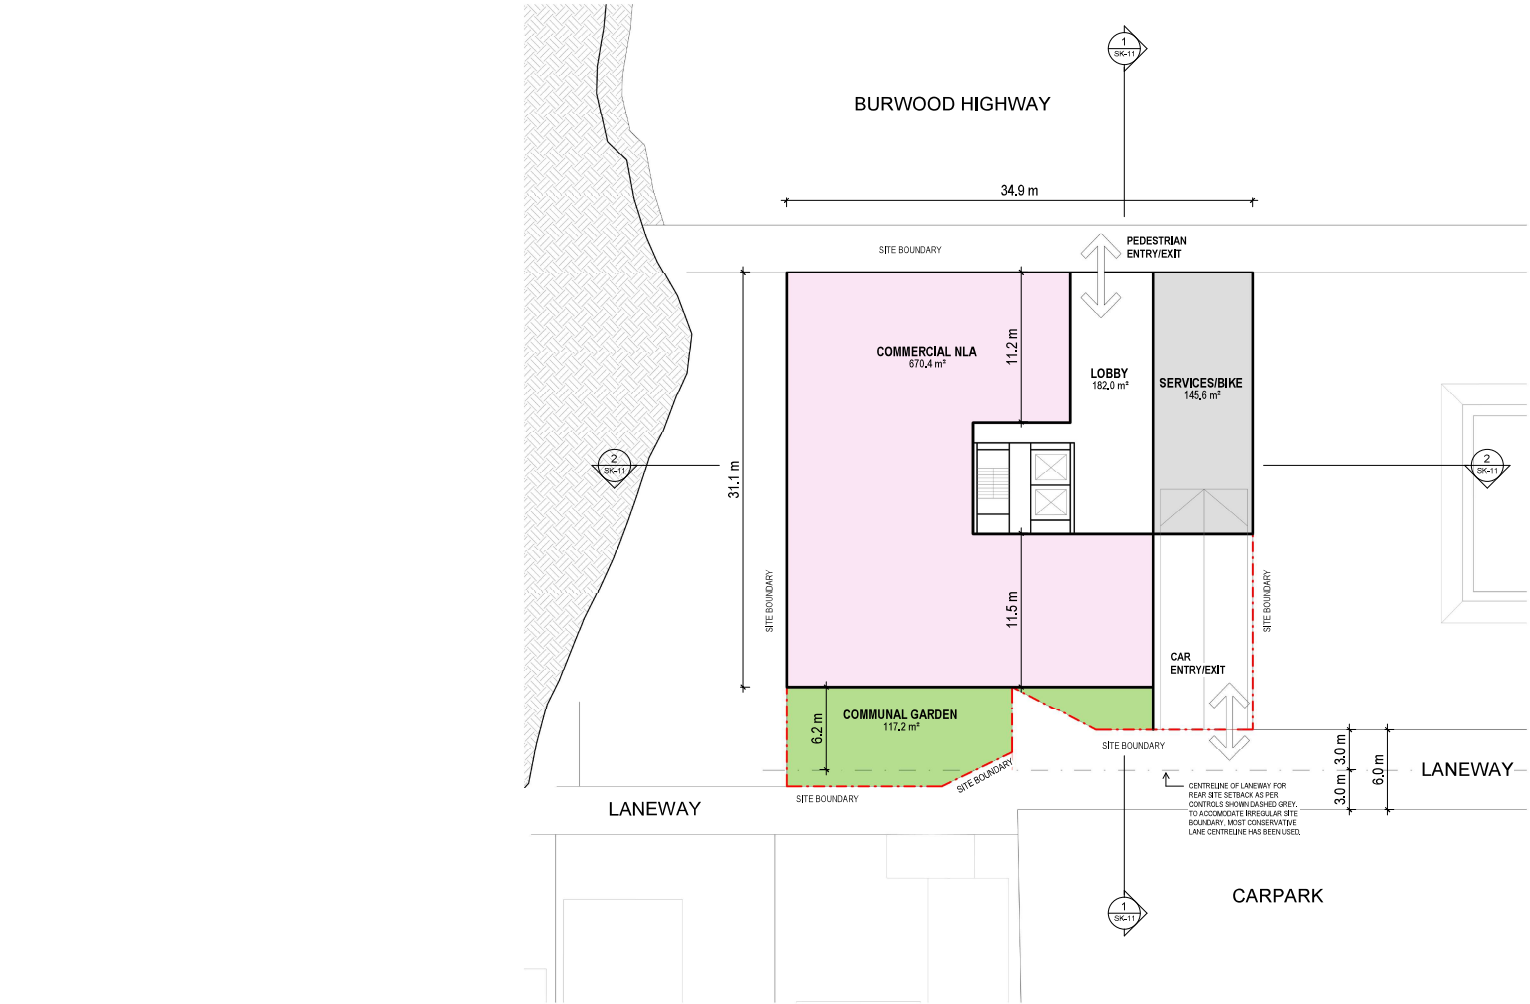 1
SK-11
BURWOOD HIGHWAY
34.9 m
SITE BOUNDARY
PEDESTRIAN
ENTRY/EXIT
COMMERCIAL NLA
670.4 m²
11.2 m
LOBBY
182.0 m²
SERVICES/BIKE
145.6 m²
31.1 m
2
SK-11
2
SK-11
SITE BOUNDARY
11.5 m
SITE BOUNDARY
CAR
ENTRY/EXIT
COMMUNAL GARDEN
117.2 m²
6.2 m
SITE BOUNDARY
SITE BOUNDARY
SITE BOUNDARY
3.0 m
3.0 m
6.0 m
LANEWAY
LANEWAY
CENTRELINE OF LANEWAY FOR
REAR SITE SETBACK AS PER
CONTROLS SHOWN DASHED GREY.
TO ACCOMODATE IRREGULAR SITE
BOUNDARY, MOST CONSERVATIVE
LANE CENTRELINE HAS BEEN USED.
CARPARK
1
SK-11